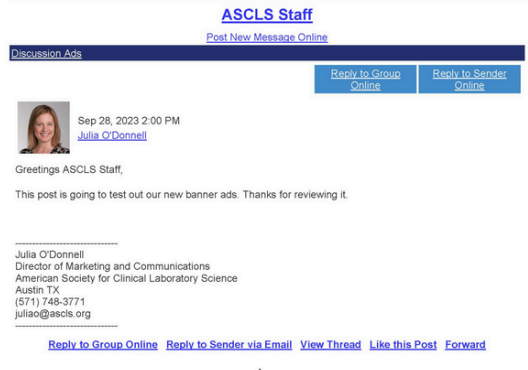 ASCLS Staff
Post New Message Online
Discussion Ads
Reply to Group Online
Reply to Sender Online
Sep 28, 2023 2:00 PM
Julia O'Donnell
Greetings ASCLS Staff,
This post is going to test out our new banner ads. Thanks for reviewing it.
------------------------------
Julia O'Donnell
Director of Marketing and Communications
American Society for Clinical Laboratory Science
Austin TX
(571) 748-3771
juliao@ascls.org
------------------------------
Reply to Group Online Reply to Sender via Email View Thread Like this Post Forward